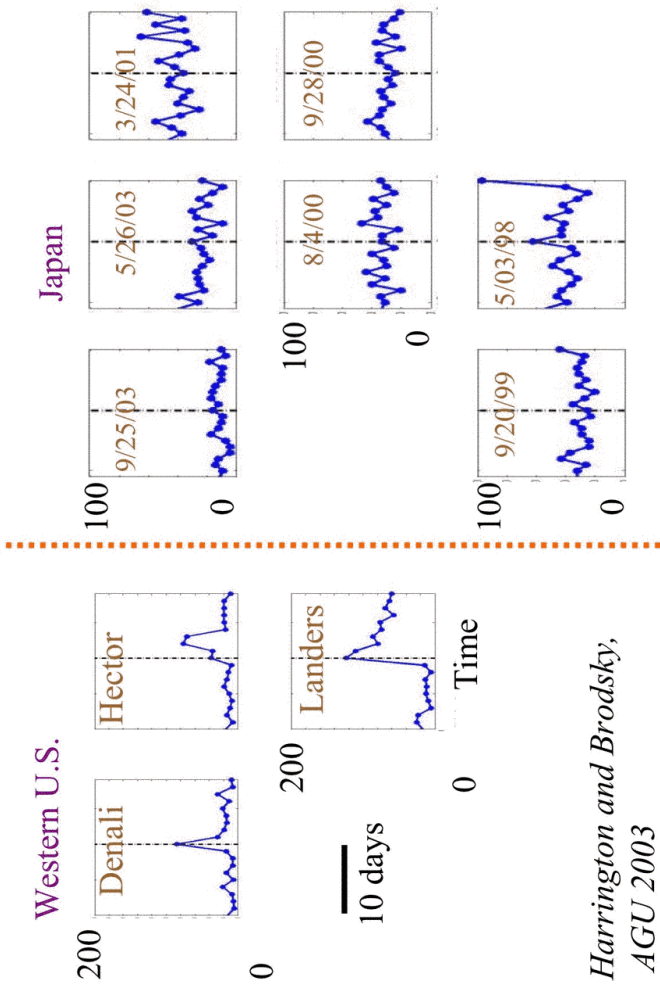 Western U.S.
Japan
200
Denali
Hector
100
9/25/03
5/26/03
3/24/01
0
0
200
Landers
100
8/4/00
9/28/00
0
10 days
0
Time
100
9/20/99
5/03/98
0
Harrington and Brodsky,
AGU 2003